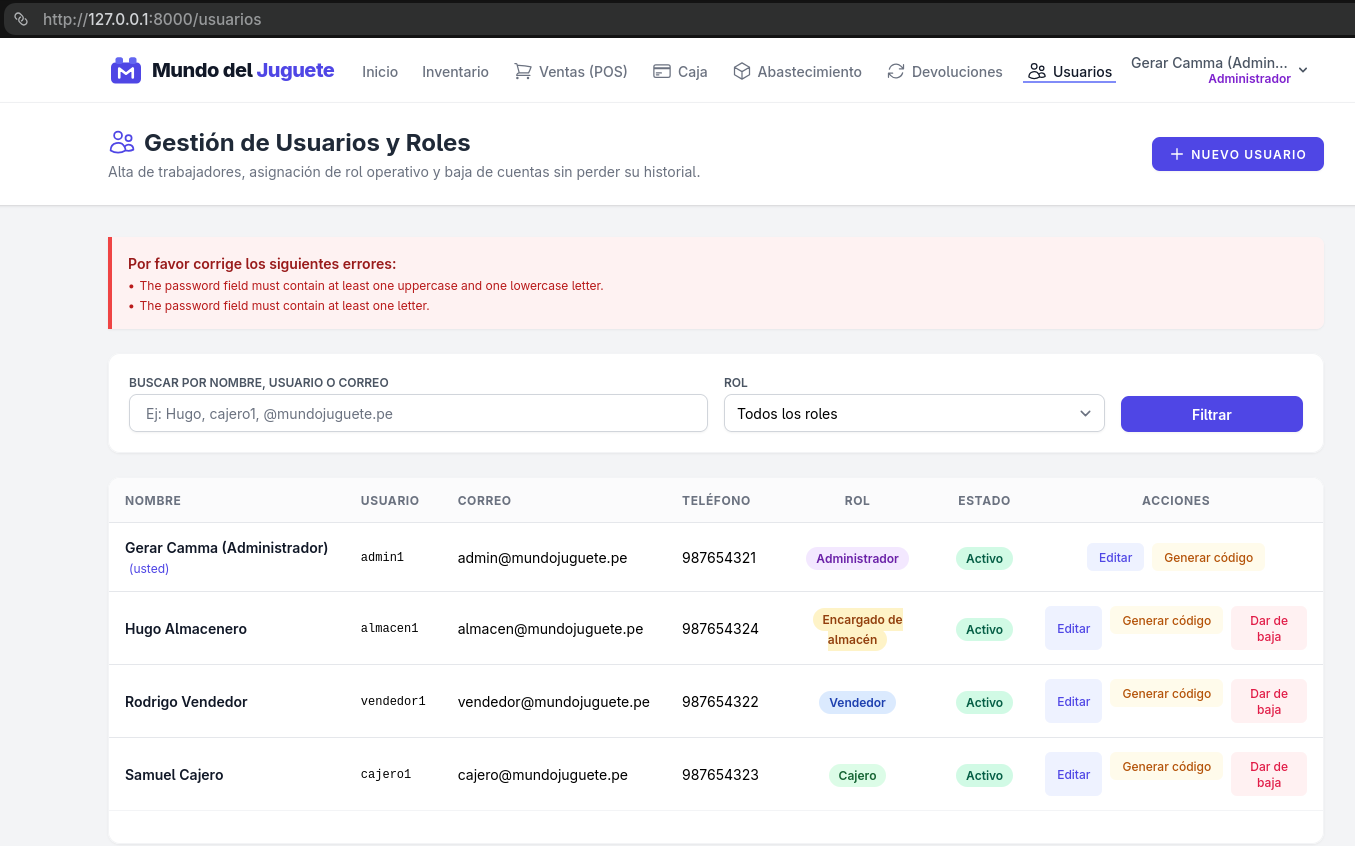 http://127.0.0.1:8000/usuarios
Mundo del Juguete
Inicio
Inventario
Ventas (POS)
Caja
Abastecimiento
Devoluciones
Usuarios
Gerar Camma (Admin...
Administrador
Gestión de Usuarios y Roles
Alta de trabajadores, asignación de rol operativo y baja de cuentas sin perder su historial.
+ NUEVO USUARIO
Por favor corrige los siguientes errores:
• The password field must contain at least one uppercase and one lowercase letter.
• The password field must contain at least one letter.
BUSCAR POR NOMBRE, USUARIO O CORREO
ROL
Ej: Hugo, cajero1, @mundojuguete.pe
Todos los roles
Filtrar
NOMBRE USUARIO CORREO TELÉFONO ROL ESTADO ACCIONES
Gerar Camma (Administrador)
(usted)
admin1
admin@mundojuguete.pe
987654321
Administrador
Activo
Editar
Generar código
Hugo Almacenero
almacen1
almacen@mundojuguete.pe
987654324
Encargado de
almacén
Activo
Editar
Generar código
Dar de
baja
Rodrigo Vendedor
vendedor1
vendedor@mundojuguete.pe
987654322
Vendedor
Activo
Editar
Generar código
Dar de
baja
Samuel Cajero
cajero1
cajero@mundojuguete.pe
987654323
Cajero
Activo
Editar
Generar código
Dar de
baja